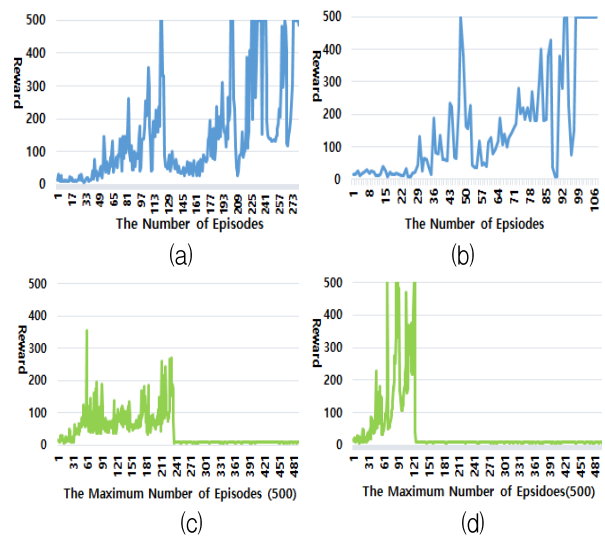 500
400
300
200
100
0
Reward
1 17 33 49 65 81 97 113 129 145 161 177 193 209 225 241 257 273
The Number of Episodes
(a)
500
400
300
200
100
0
Reward
1 8 15 22 29 36 43 50 57 64 71 78 85 92 99 106
The Number of Epsiodes
(b)
500
400
300
200
100
0
Reward
1 31 61 91 121 151 181 211 241 271 301 331 361 391 421 451 481
The Maximum Number of Episodes (500)
(c)
500
400
300
200
100
0
Reward
1 31 61 91 121 151 181 211 241 271 301 331 361 391 421 451 481
The Maximum Number of Epsidoes(500)
(d)